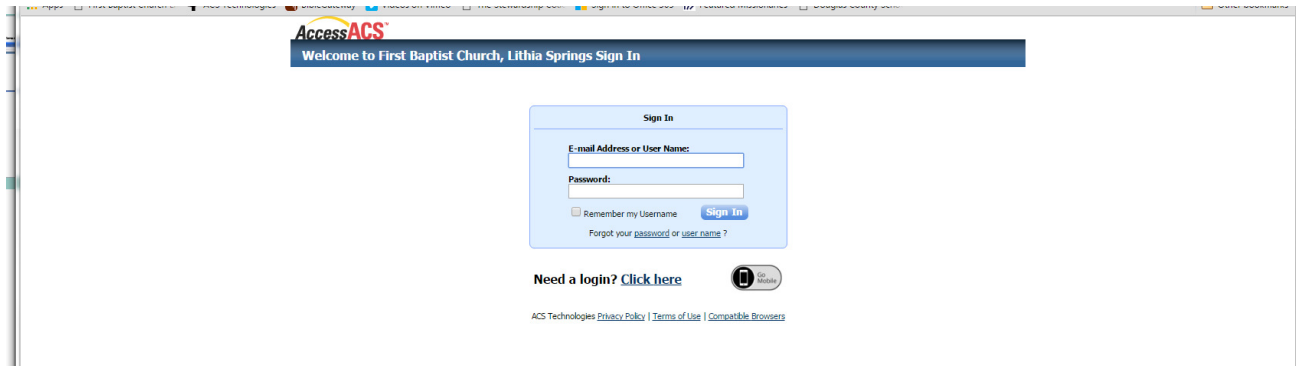 AccessACS
Welcome to First Baptist Church, Lithia Springs Sign In
Sign In
E-mail Address or User Name:
Password:
Remember my Username
Sign In
Forgot your password or user name ?
Need a login? Click here
Go Mobile
ACS Technologies Privacy Policy | Terms of Use | Compatible Browsers